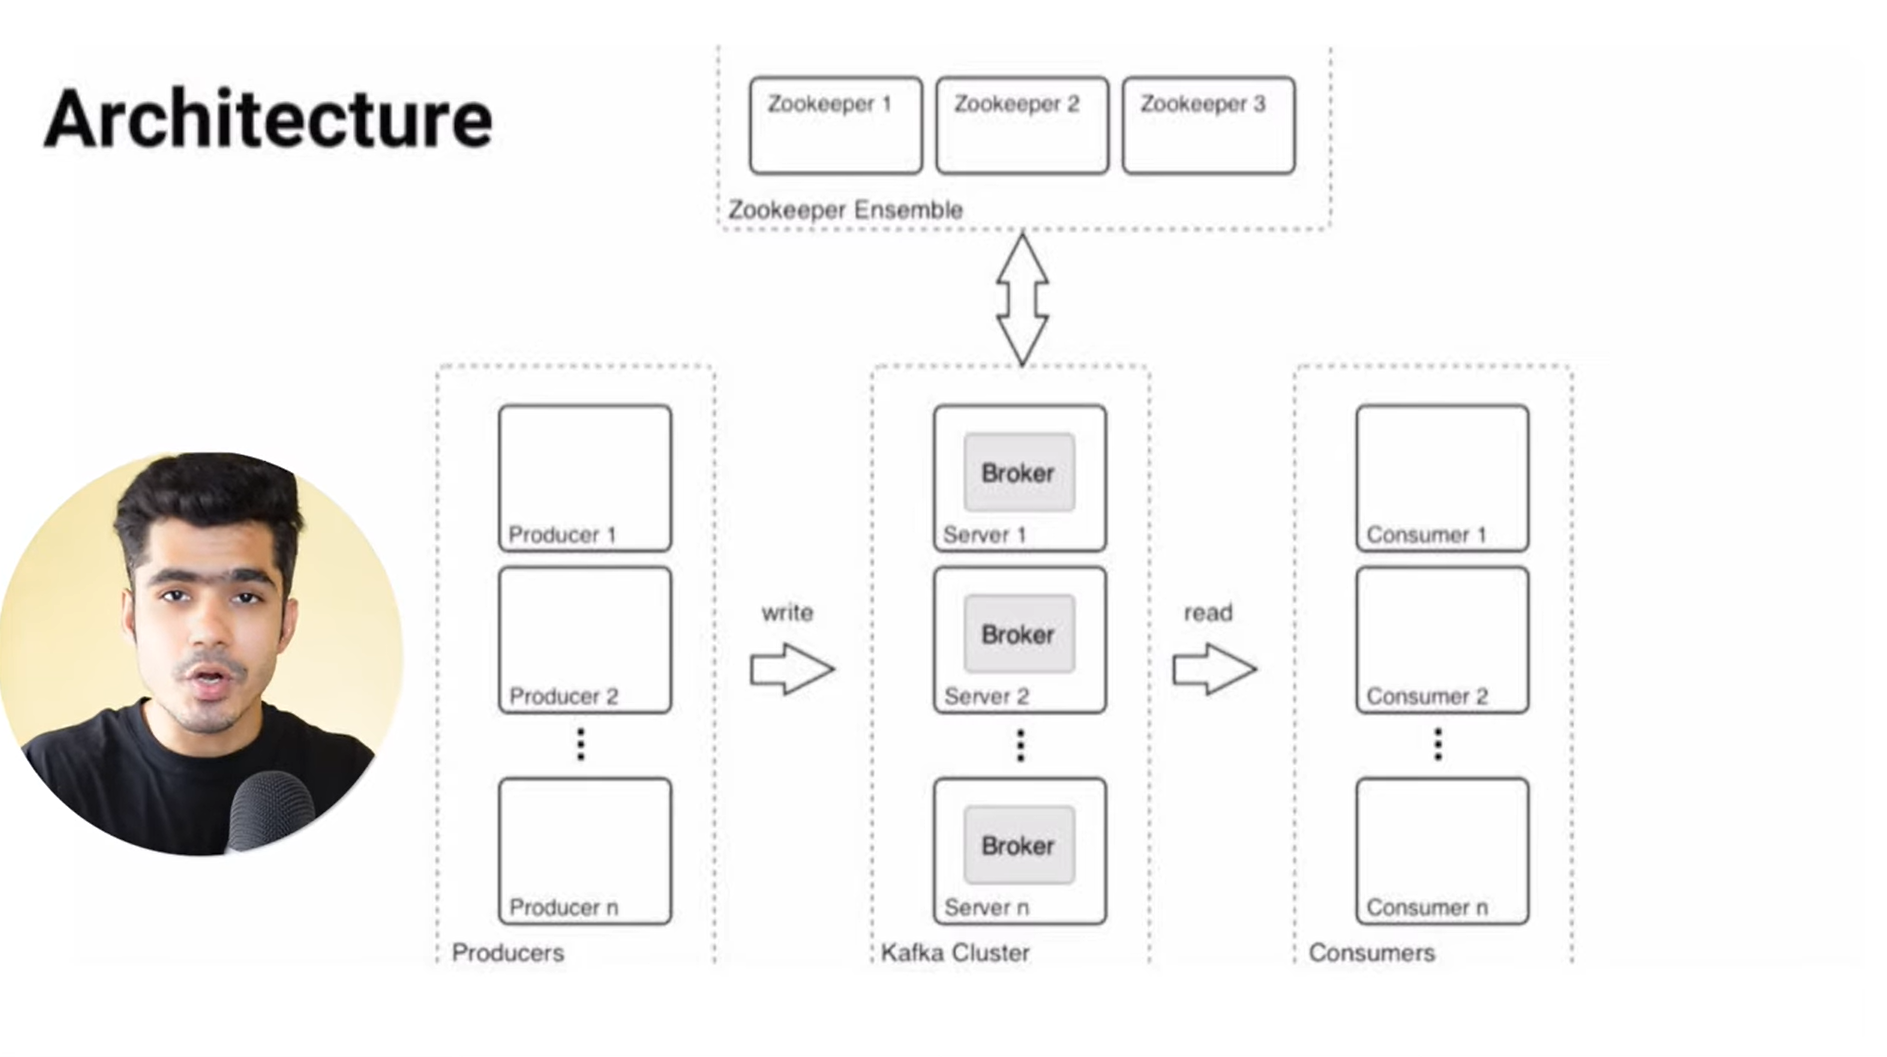 Architecture
Zookeeper 1
Zookeeper 2
Zookeeper 3
Zookeeper Ensemble
Producer 1
Producer 2
Producer n
Producers
write
Broker
Server 1
Broker
Server 2
Broker
Server n
Kafka Cluster
read
Consumer 1
Consumer 2
Consumer n
Consumers